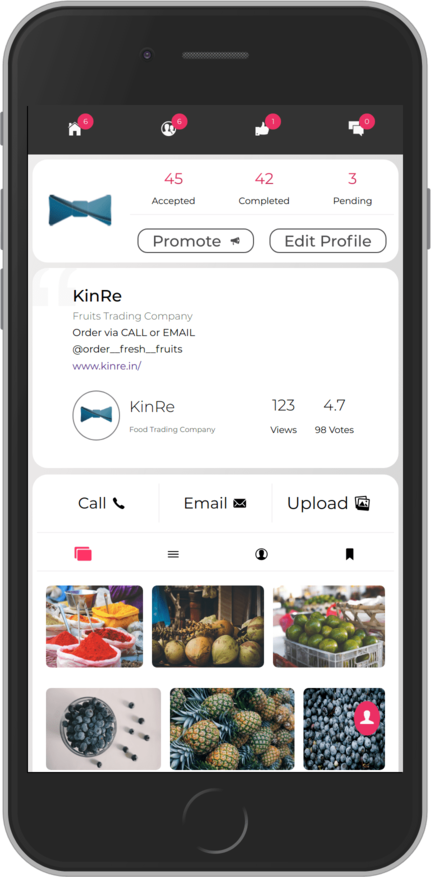 6 6 1 0
45 42 3
Accepted Completed Pending
Promote Edit Profile
KinRe
Fruits Trading Company
Order via CALL or EMAIL
@order__fresh__fruits
www.kinre.in/
KinRe 123 4.7
Food Trading Company Views 98 Votes
Call Email Upload